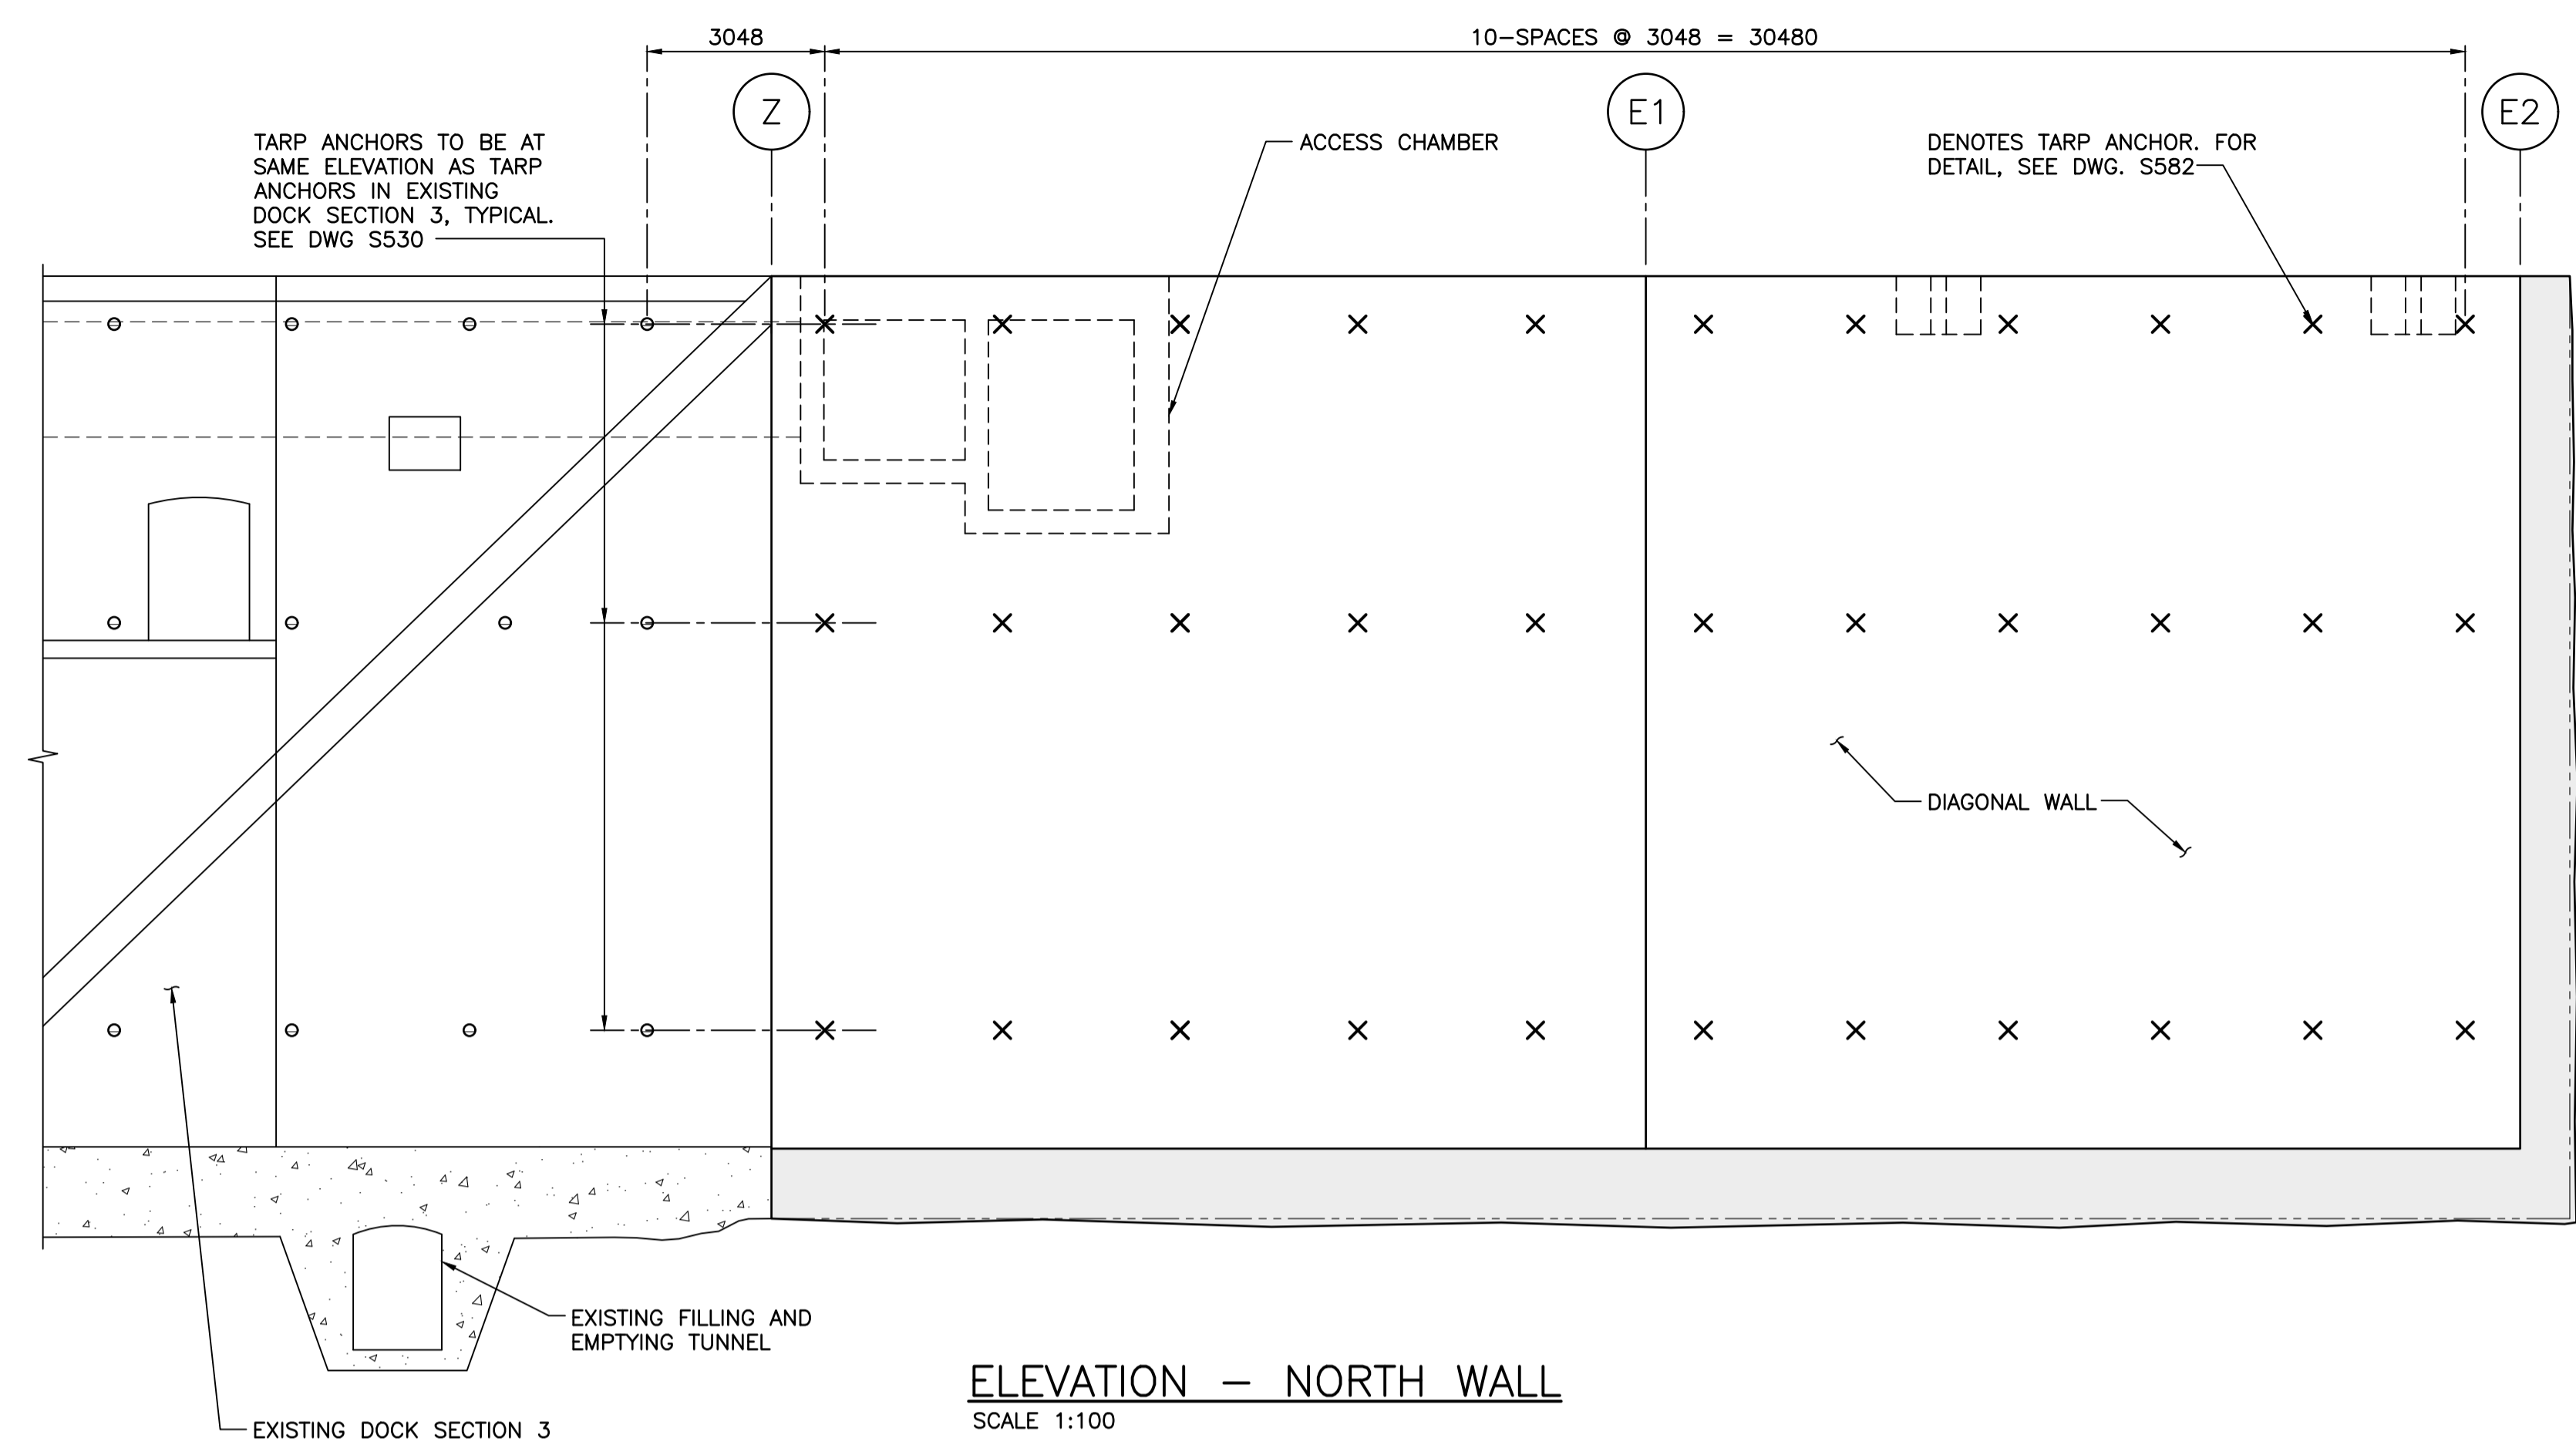 3048
10-SPACES @ 3048 = 30480
Z
E1
E2
TARP ANCHORS TO BE AT
SAME ELEVATION AS TARP
ANCHORS IN EXISTING
DOCK SECTION 3, TYPICAL.
SEE DWG S530
ACCESS CHAMBER
DENOTES TARP ANCHOR. FOR
DETAIL, SEE DWG. S582
DIAGONAL WALL
EXISTING FILLING AND
EMPTYING TUNNEL
EXISTING DOCK SECTION 3
ELEVATION - NORTH WALL
SCALE 1:100